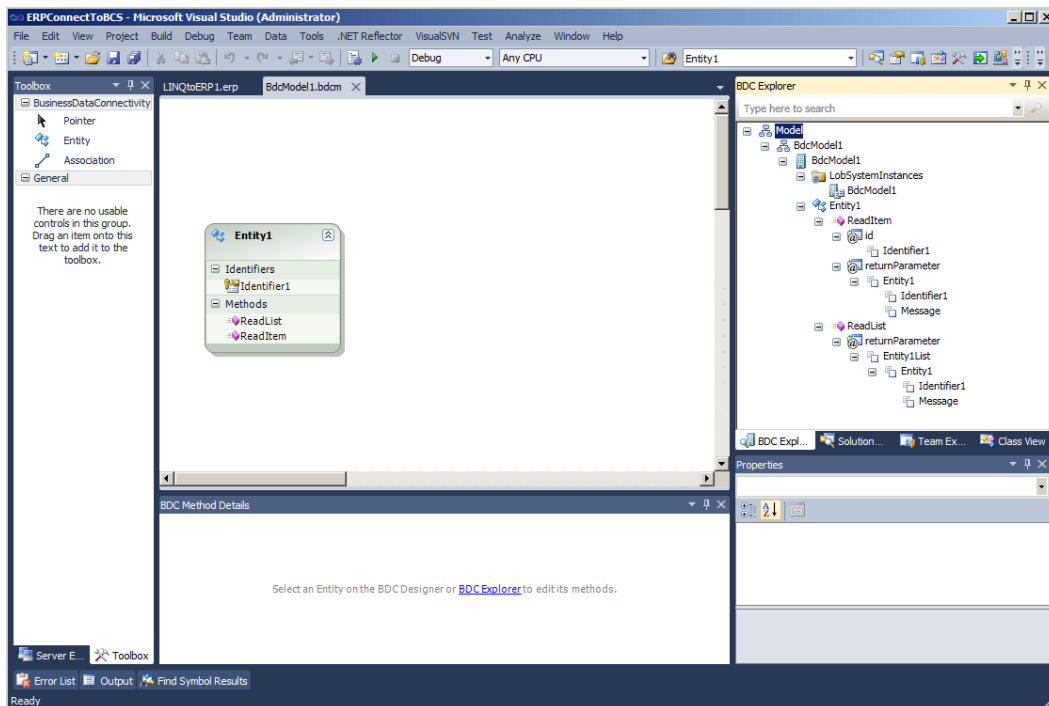 ERPConnectToBCS - Microsoft Visual Studio (Administrator)
File Edit View Project Build Debug Team Data Tools .NET Reflector VisualSVN Test Analyze Window Help
Debug Any CPU Entity1
Toolbox
BusinessDataConnectivity
Pointer
Entity
Association
General
There are no usable
controls in this group.
Drag an item onto this
text to add it to the
toolbox.
Server E... Toolbox
LINQtoERP1.erp BdcModel1.bdcm
Entity1
Identifiers
Identifier1
Methods
ReadList
ReadItem
BDC Method Details
Select an Entity on the BDC Designer or BDC Explorer to edit its methods.
BDC Explorer
Type here to search
Model
BdcModel1
BdcModel1
LobSystemInstances
BdcModel1
Entity1
ReadItem
id
Identifier1
returnParameter
Entity1
Identifier1
Message
ReadList
returnParameter
Entity1List
Entity1
Identifier1
Message
BDC Expl... Solution... Team Ex... Class View
Properties
Error List Output Find Symbol Results
Ready